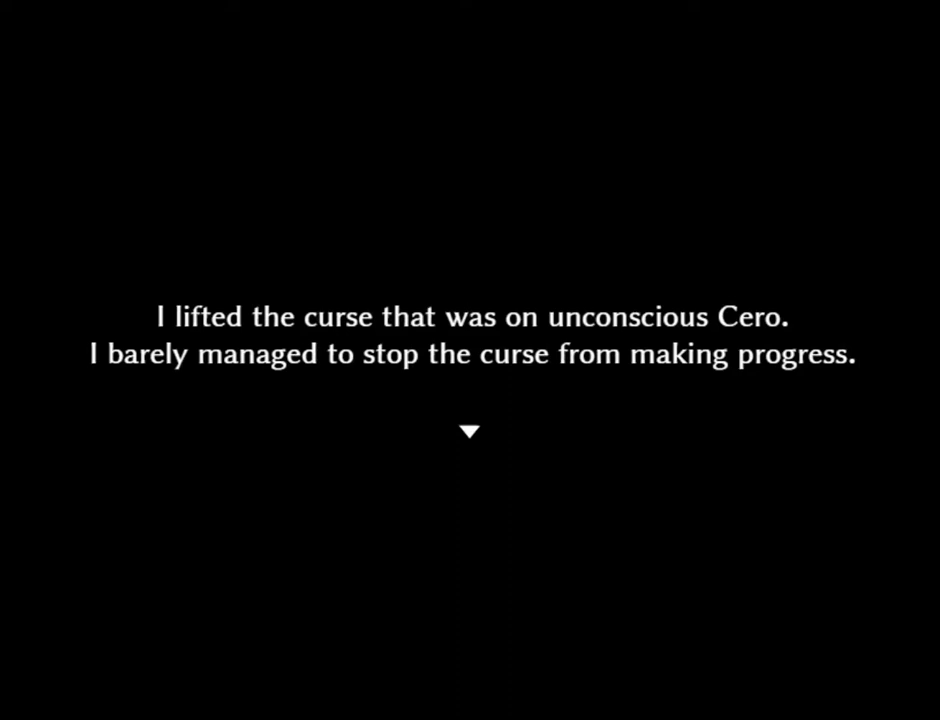 I lifted the curse that was on unconscious Cero.
I barely managed to stop the curse from making progress.